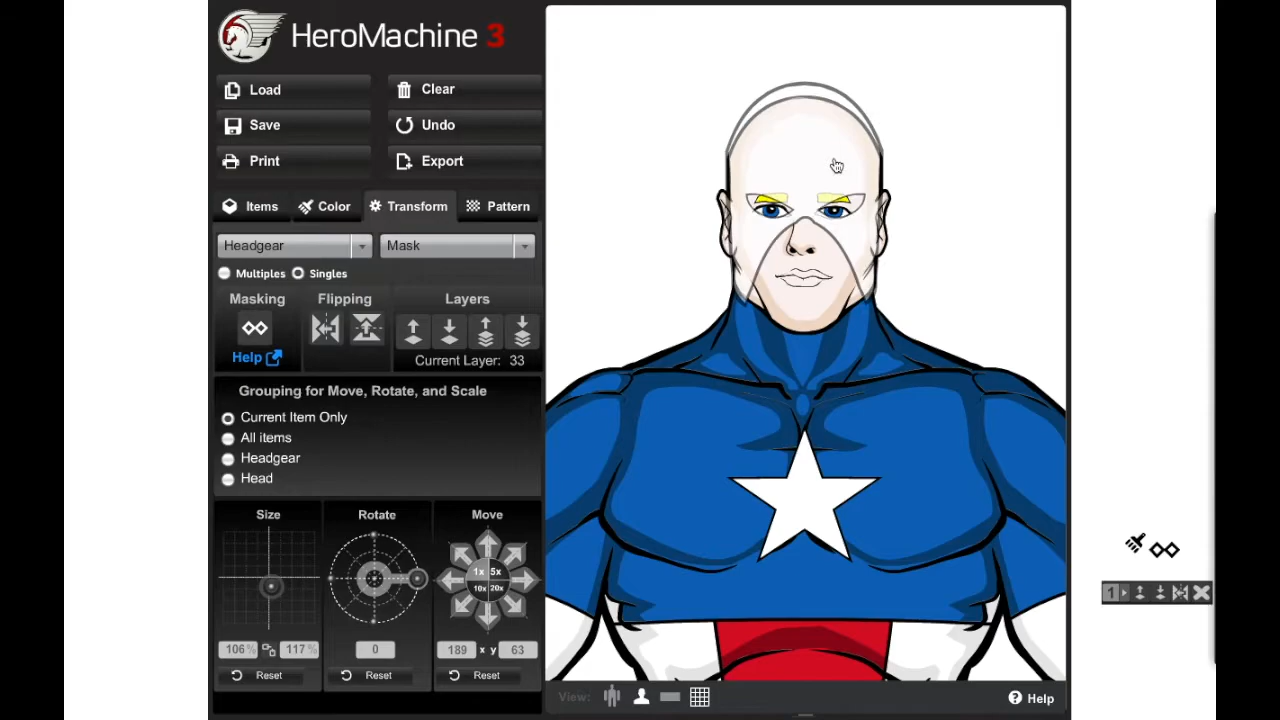 HeroMachine 3
Load
Clear
Save
Undo
Print
Export
Items
Color
Transform
Pattern
Headgear
Mask
Multiples
Singles
Masking
Flipping
Layers
Help
Current Layer: 33
Grouping for Move, Rotate, and Scale
Current Item Only
All items
Headgear
Head
Size
Rotate
Move
1x 5x
10x 20x
106 %
117 %
0
189 x y 63
Reset
Reset
Reset
View:
Help
1